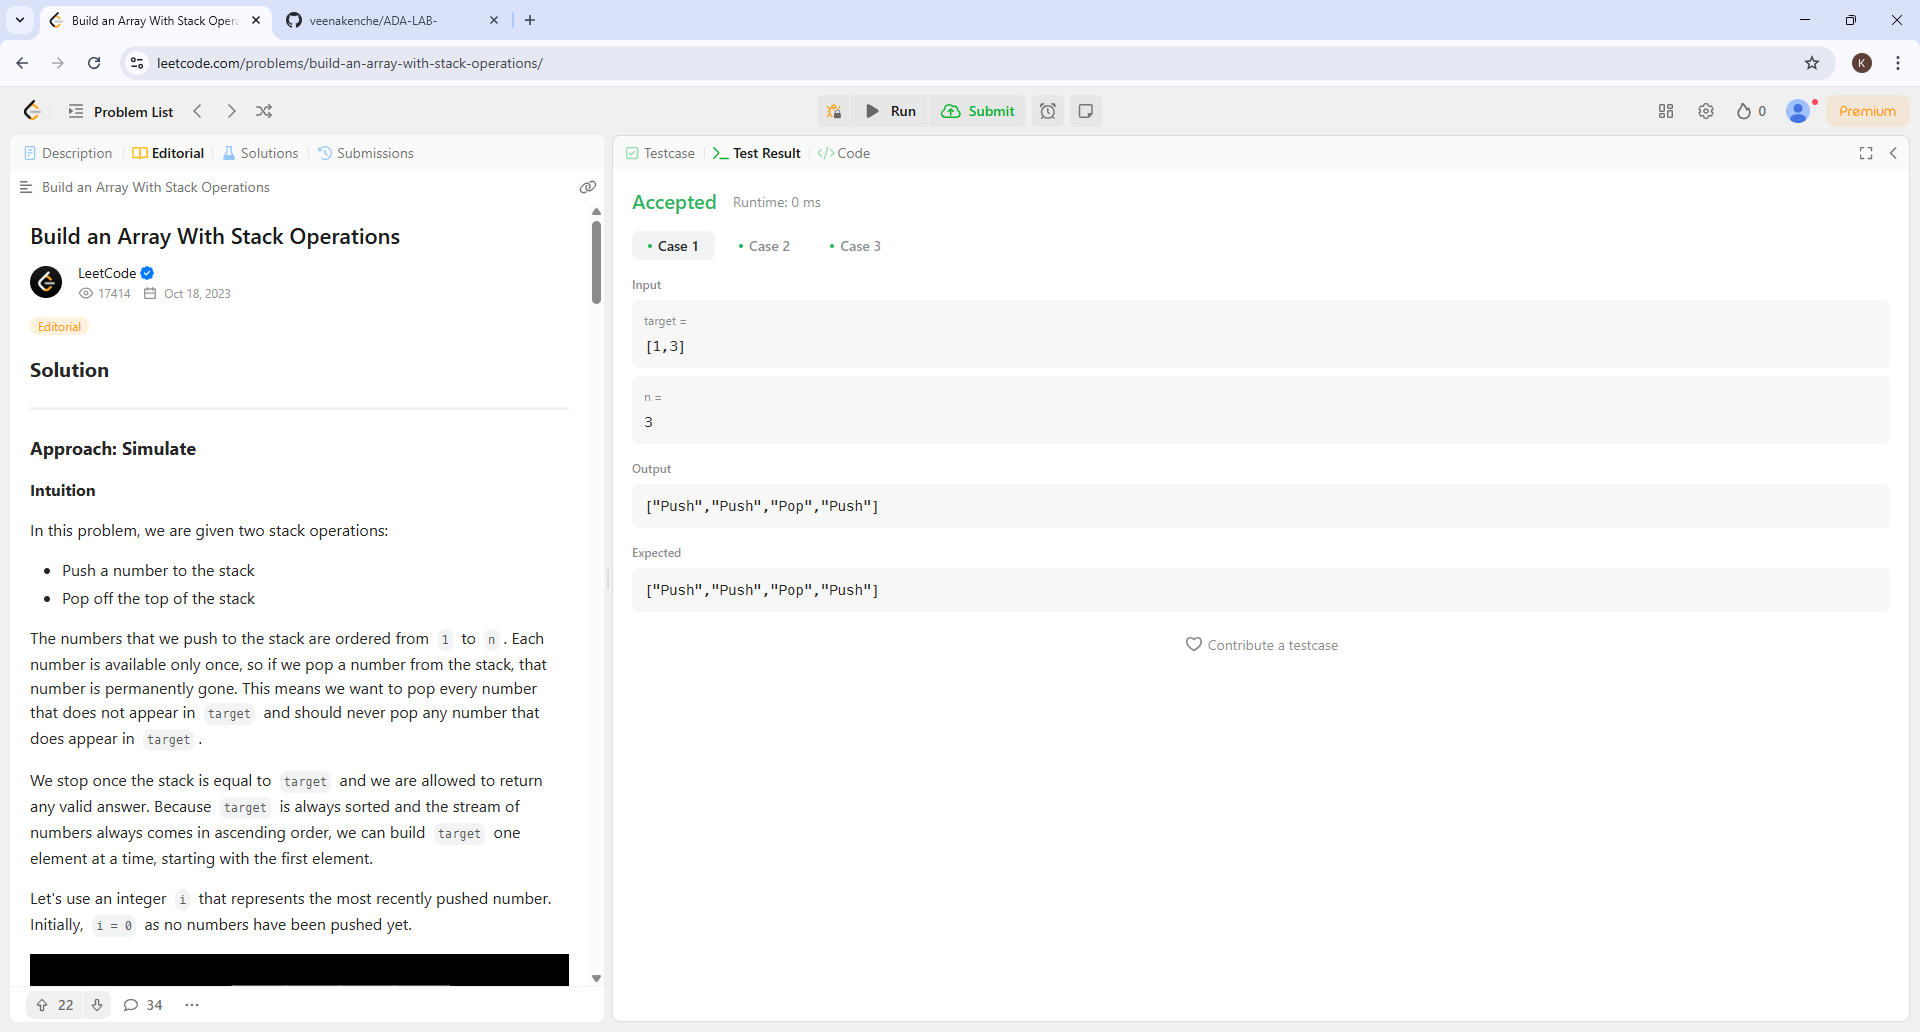 Build an Array With Stack Opera
veenakenche/ADA-LAB-
leetcode.com/problems/build-an-array-with-stack-operations/
K
Problem List
Run
Submit
0
Premium
Description
Editorial
Solutions
Submissions
Build an Array With Stack Operations
Build an Array With Stack Operations
LeetCode
17414
Oct 18, 2023
Editorial
Solution
Approach: Simulate
Intuition
In this problem, we are given two stack operations:
• Push a number to the stack
• Pop off the top of the stack
The numbers that we push to the stack are ordered from 1 to n . Each
number is available only once, so if we pop a number from the stack, that
number is permanently gone. This means we want to pop every number
that does not appear in target and should never pop any number that
does appear in target .
We stop once the stack is equal to target and we are allowed to return
any valid answer. Because target is always sorted and the stream of
numbers always comes in ascending order, we can build target one
element at a time, starting with the first element.
Let's use an integer i that represents the most recently pushed number.
Initially, i = 0 as no numbers have been pushed yet.
22
34
Testcase
Test Result
Code
Accepted
Runtime: 0 ms
Case 1
Case 2
Case 3
Input
target =
[1,3]
n =
3
Output
["Push","Push","Pop","Push"]
Expected
["Push","Push","Pop","Push"]
Contribute a testcase